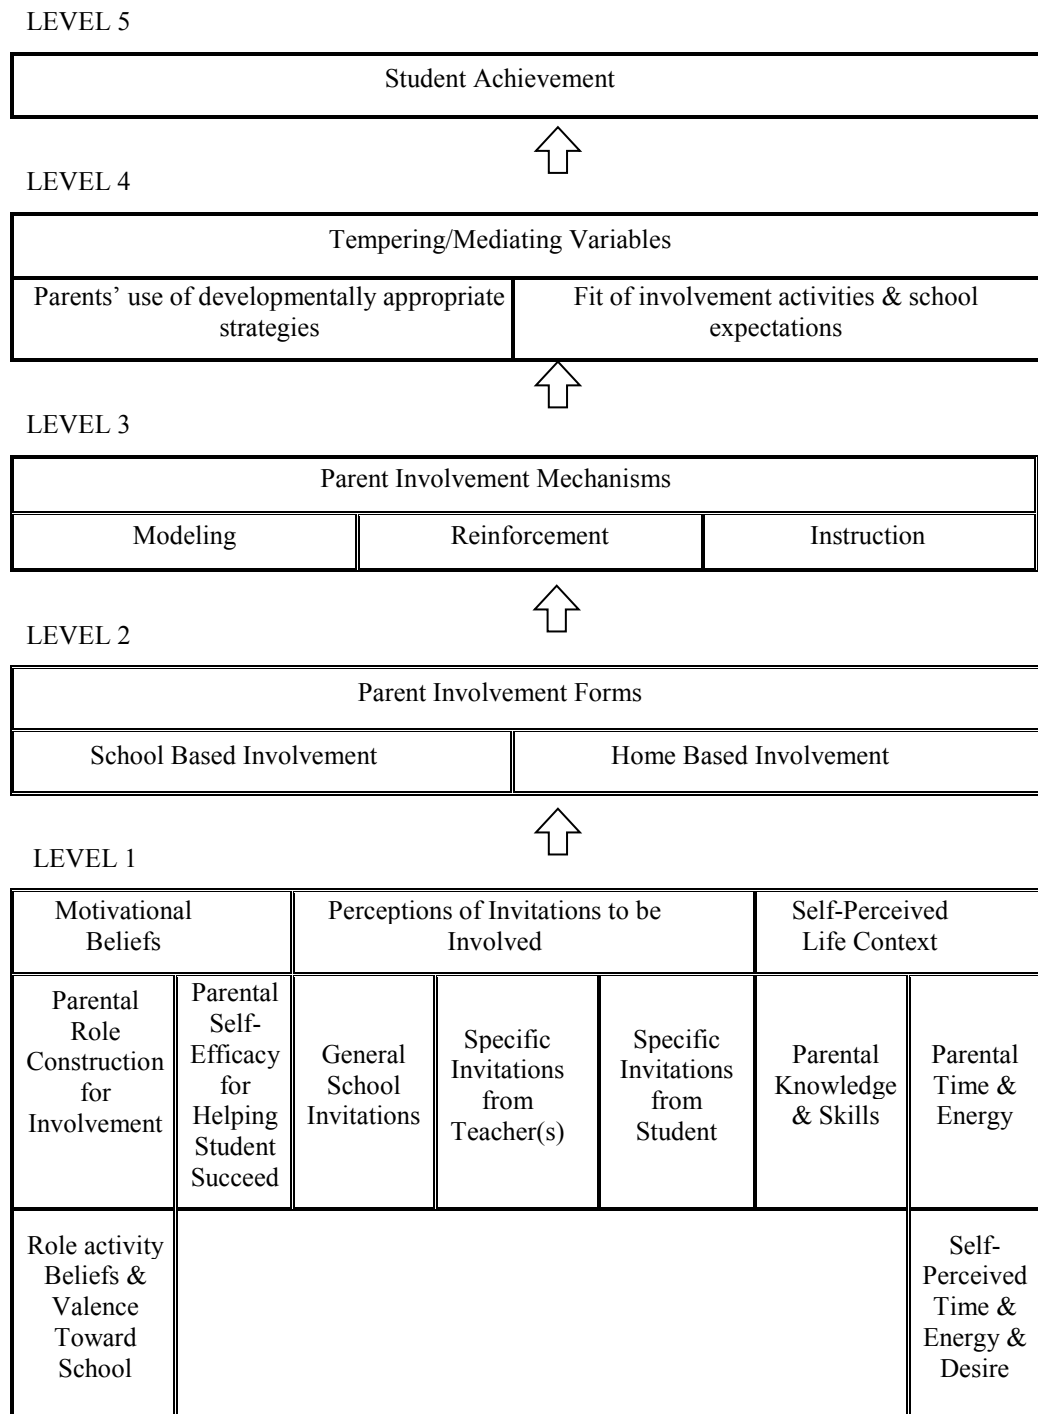 LEVEL 5
Student Achievement
LEVEL 4
Tempering/Mediating Variables
Parents’ use of developmentally appropriate
strategies
Fit of involvement activities & school
expectations
LEVEL 3
Parent Involvement Mechanisms
Modeling
Reinforcement
Instruction
LEVEL 2
Parent Involvement Forms
School Based Involvement
Home Based Involvement
LEVEL 1
Motivational
Beliefs
Perceptions of Invitations to be
Involved
Self-Perceived
Life Context
Parental
Role
Construction
for
Involvement
Parental
Self-
Efficacy
for
Helping
Student
Succeed
General
School
Invitations
Specific
Invitations
from
Teacher(s)
Specific
Invitations
from
Student
Parental
Knowledge
& Skills
Parental
Time &
Energy
Role activity
Beliefs &
Valence
Toward
School
Self-
Perceived
Time &
Energy &
Desire